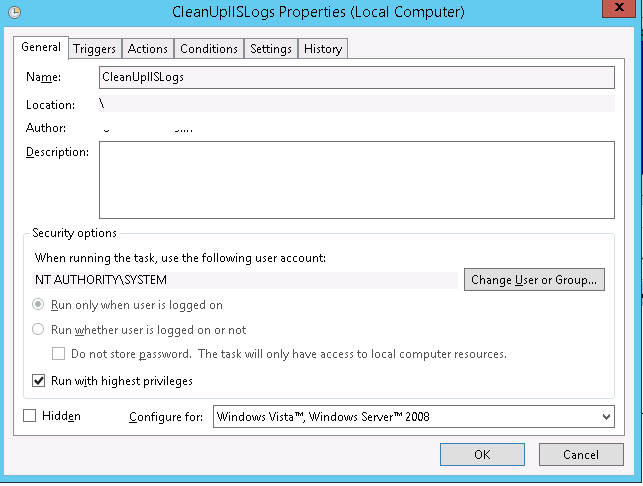 CleanUpIISLogs Properties (Local Computer)
x
General Triggers Actions Conditions Settings History
Name: CleanUpIISLogs
Location: \
Author:
Description:
Security options
When running the task, use the following user account:
NT AUTHORITY\SYSTEM Change User or Group...
Run only when user is logged on
Run whether user is logged on or not
Do not store password. The task will only have access to local computer resources.
Run with highest privileges
Hidden Configure for: Windows Vista™, Windows Server™ 2008
OK Cancel